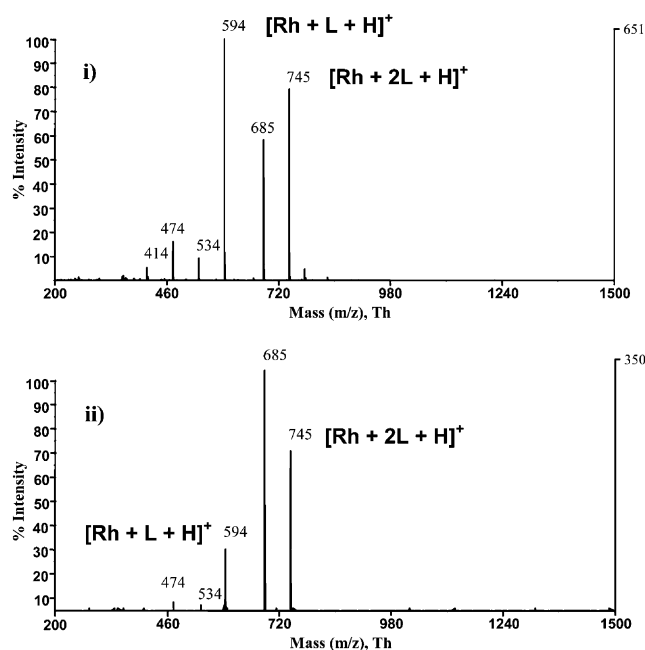 594 [Rh + L + H]+ 651
100
90 i) [Rh + 2L + H]+
745
80
70
685
60
50
40
30
474
20
534
10 414
% Intensity
200 460 720 980 1240 1500
Mass (m/z), Th
685 350
100
90 ii)
745 [Rh + 2L + H]+
80
70
60
50
40
[Rh + L + H]+ 594
30
20
474
534
10
% Intensity
200 460 720 980 1240 1500
Mass (m/z), Th